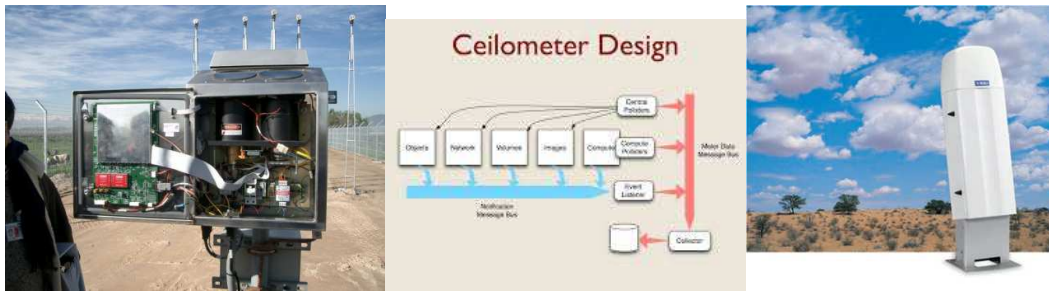 Ceilometer Design
Central
Pollsters
Objects
Network
Volumes
Images
Compute
Compute
Pollsters
Meter Data
Message Bus
Event
Listener
Notification
Message Bus
Collector